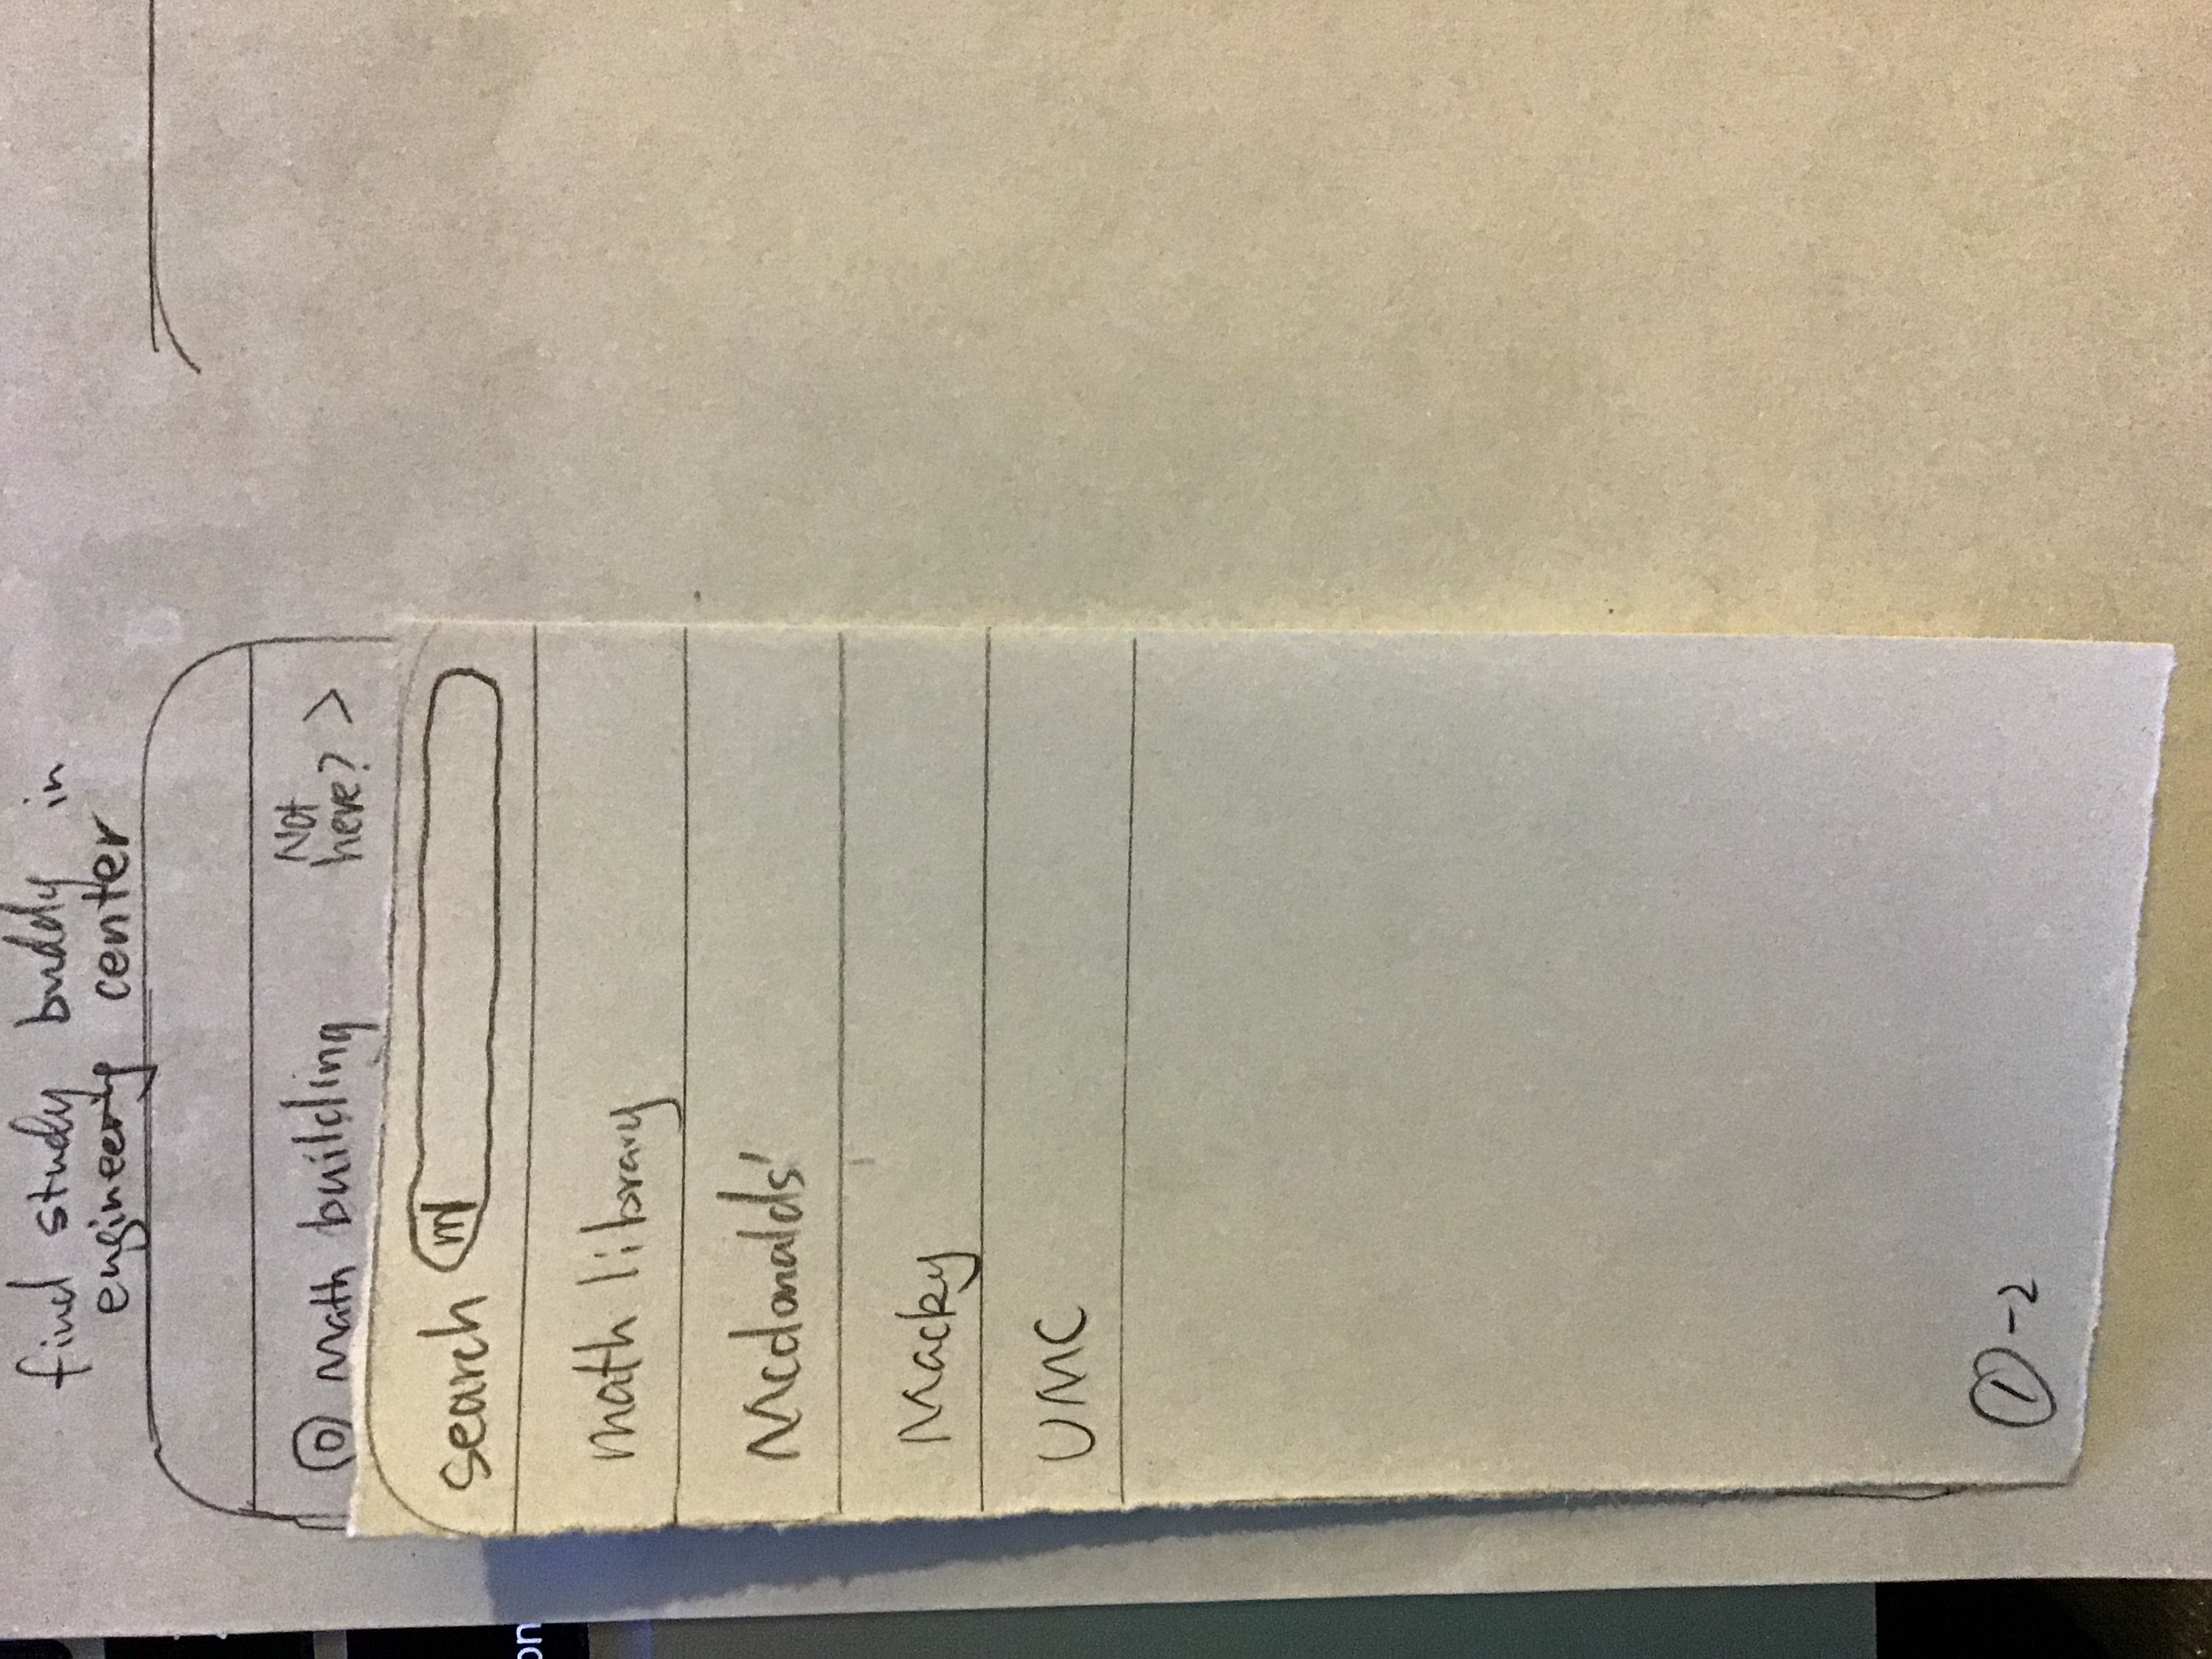 find study buddy in
engineering center
Math building
Not
here? >
search m
math library
Mcdonalds'
Macky
UMC
①-2
on